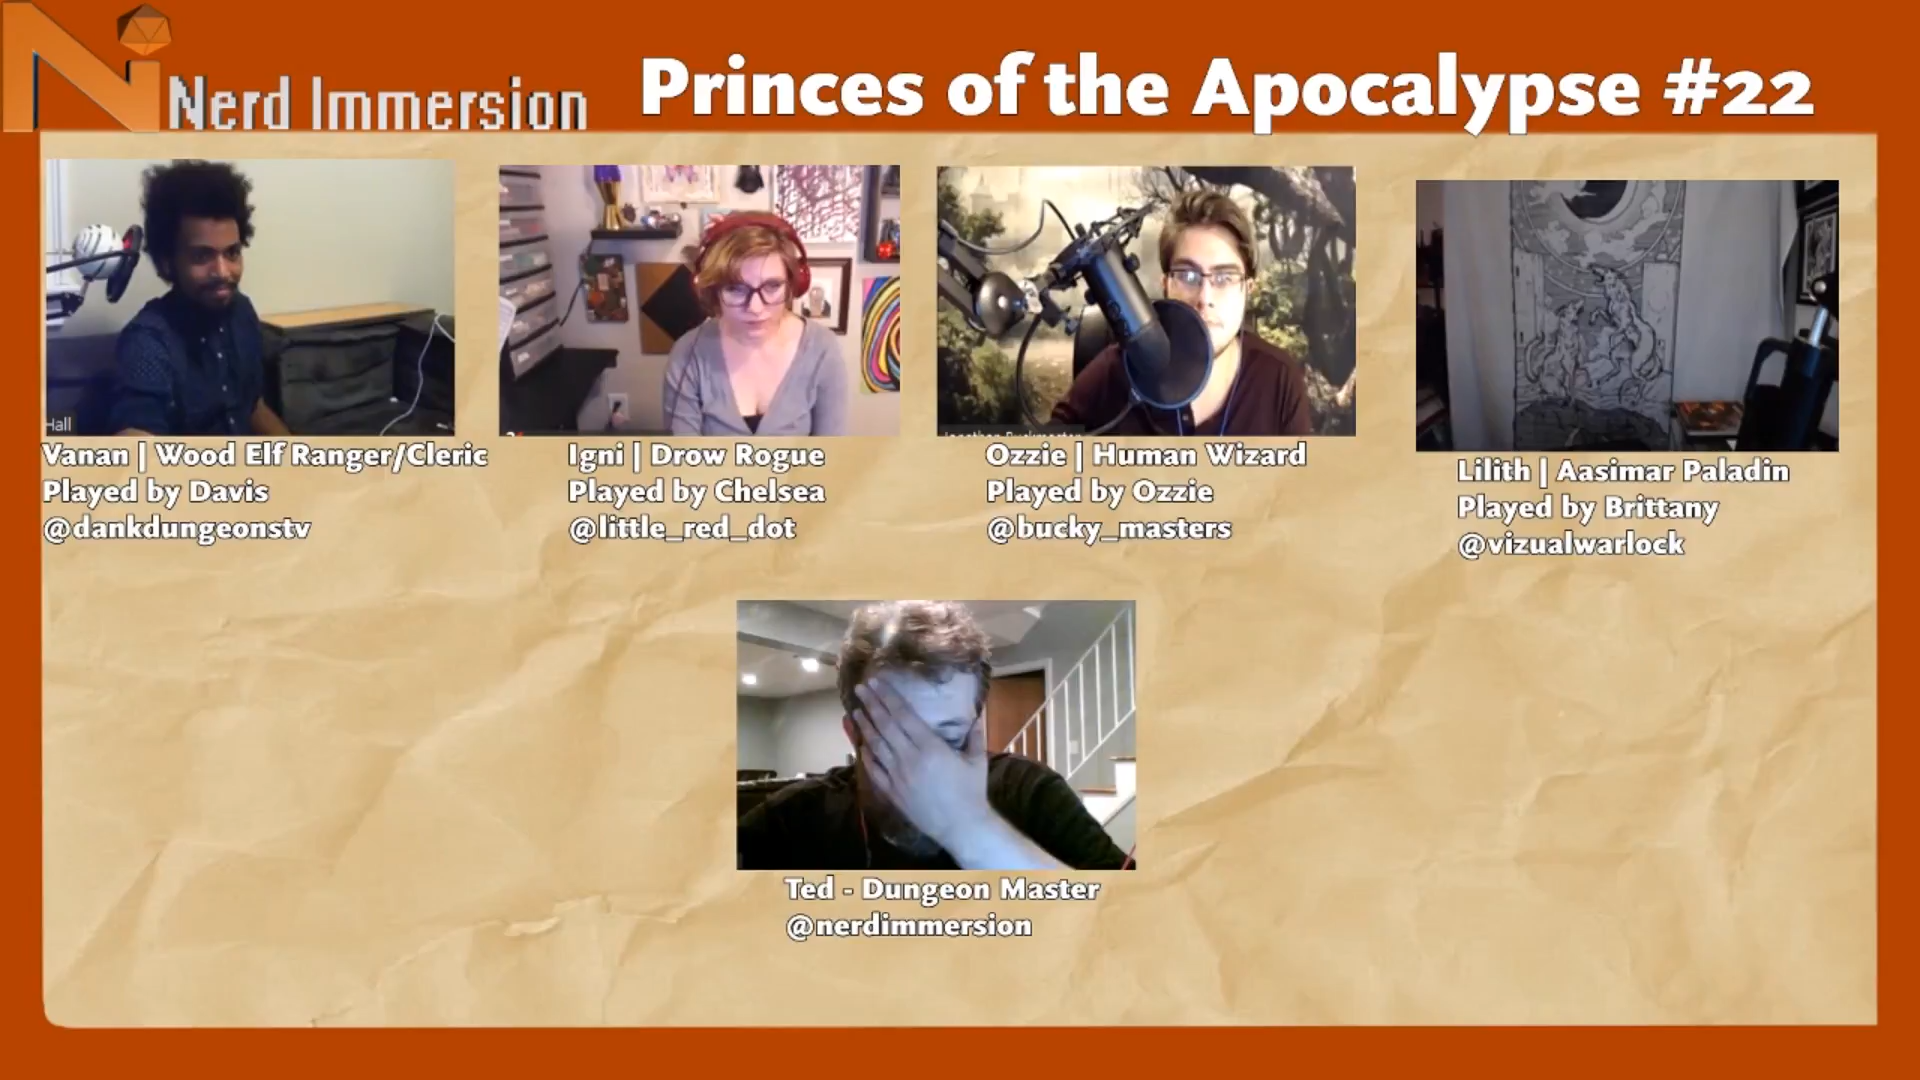 Nerd Immersion
Princes of the Apocalypse #22
Hall
Vanan | Wood Elf Ranger/Cleric
Played by Davis
@dankdungeonstv
Igni | Drow Rogue
Played by Chelsea
@little_red_dot
Ozzie | Human Wizard
Played by Ozzie
@bucky_masters
Lilith | Aasimar Paladin
Played by Brittany
@vizualwarlock
Ted - Dungeon Master
@nerdimmersion